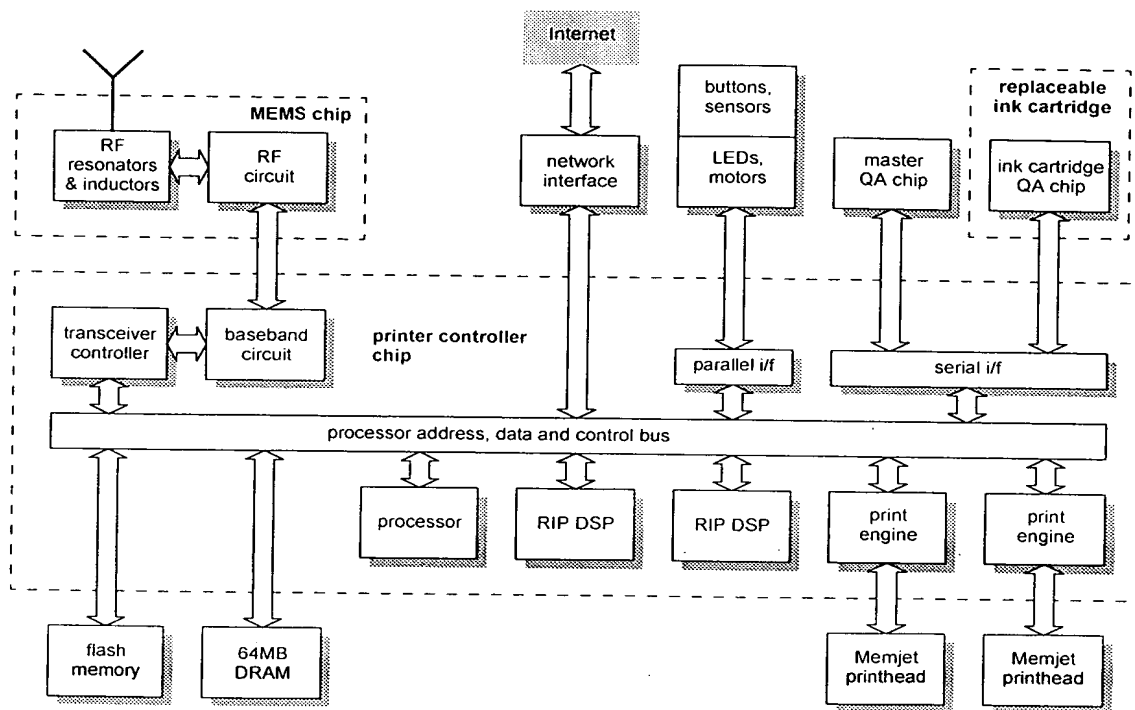 Internet
MEMS chip
RF
resonators
& inductors
RF
circuit
network
interface
buttons,
sensors
LEDs,
motors
master
QA chip
replaceable
ink cartridge
ink cartridge
QA chip
transceiver
controller
baseband
circuit
printer controller
chip
parallel i/f
serial i/f
processor address, data and control bus
processor
RIP DSP
RIP DSP
print
engine
print
engine
flash
memory
64MB
DRAM
Memjet
printhead
Memjet
printhead